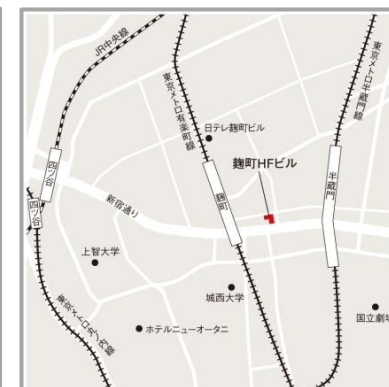 JR中央線
東京メトロ有楽町線
東京メトロ半蔵門線
日テレ麹町ビル
麹町HFビル
四ツ谷
四ツ谷
麹町
半蔵門
新宿通り
上智大学
城西大学
国立劇場
東京メトロ丸ノ内線
ホテルニューオータニ